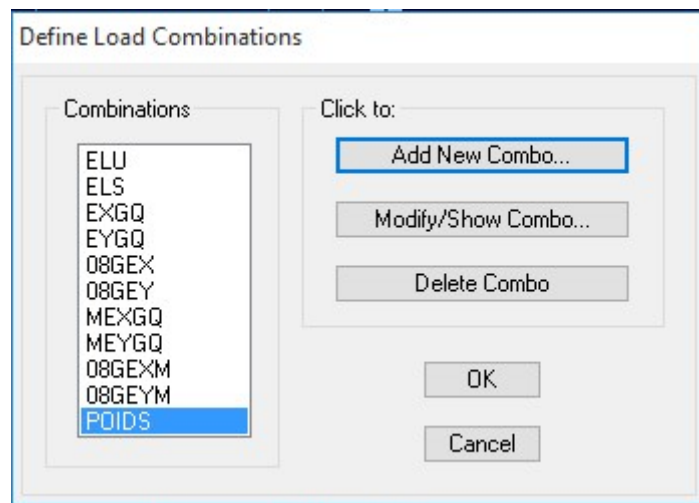 Define Load Combinations
Combinations
ELU
ELS
EXGQ
EYGQ
08GEX
08GEY
MEXGQ
MEYGQ
08GEXM
08GEYM
POIDS
Click to:
Add New Combo...
Modify/Show Combo...
Delete Combo
OK
Cancel